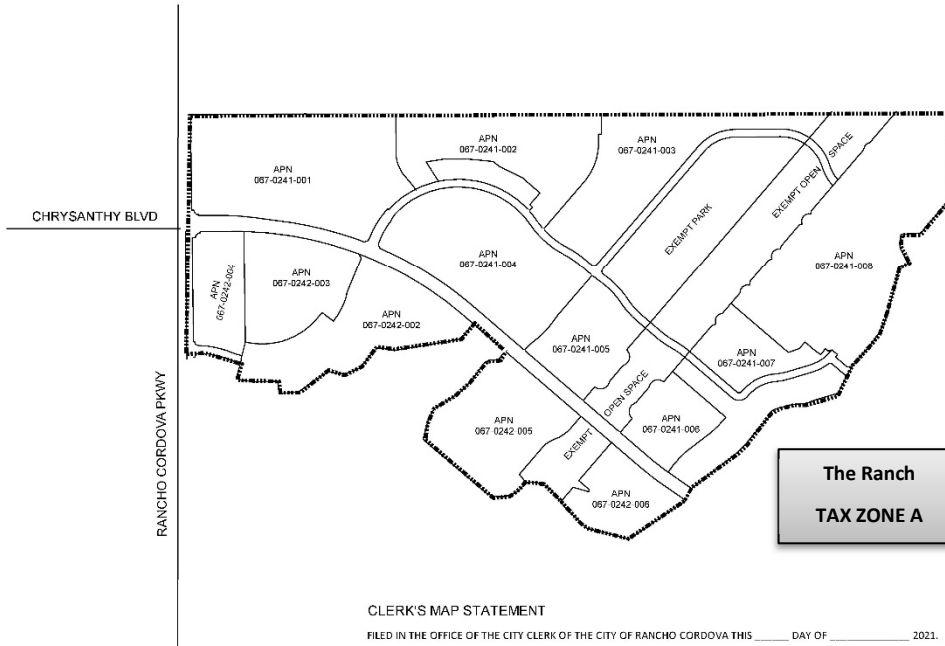 APN
067-0241-001
APN
067-0241-002
APN
067-0241-003
EXEMPT OPEN SPACE
EXEMPT PARK
CHRYSANTHY BLVD
APN
067-0242-004
APN
067-0242-003
APN
067-0241-004
APN
067-0241-008
APN
067-0242-002
APN
067-0241-005
APN
067-0241-007
RANCHO CORDOVA PKWY
APN
067-0242-005
EXEMPT OPEN SPACE
APN
067-0241-006
APN
067-0242-006
The Ranch
TAX ZONE A
CLERK'S MAP STATEMENT
FILED IN THE OFFICE OF THE CITY CLERK OF THE CITY OF RANCHO CORDOVA THIS ______ DAY OF ______________ 2021.